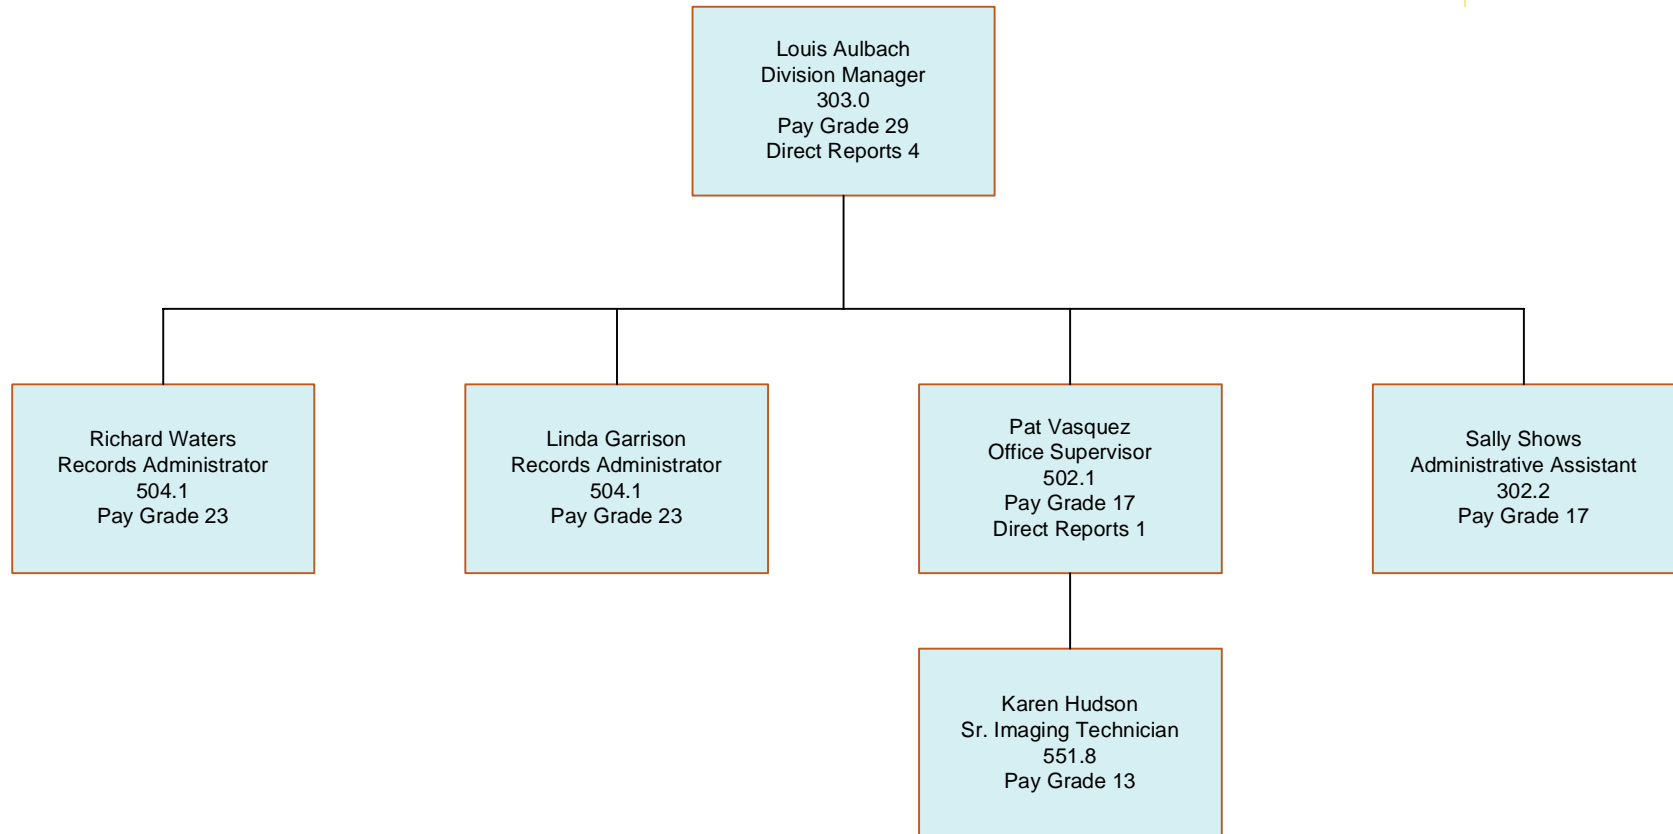 Louis Aulbach
Division Manager
303.0
Pay Grade 29
Direct Reports 4
Richard Waters
Records Administrator
504.1
Pay Grade 23
Linda Garrison
Records Administrator
504.1
Pay Grade 23
Pat Vasquez
Office Supervisor
502.1
Pay Grade 17
Direct Reports 1
Sally Shows
Administrative Assistant
302.2
Pay Grade 17
Karen Hudson
Sr. Imaging Technician
551.8
Pay Grade 13